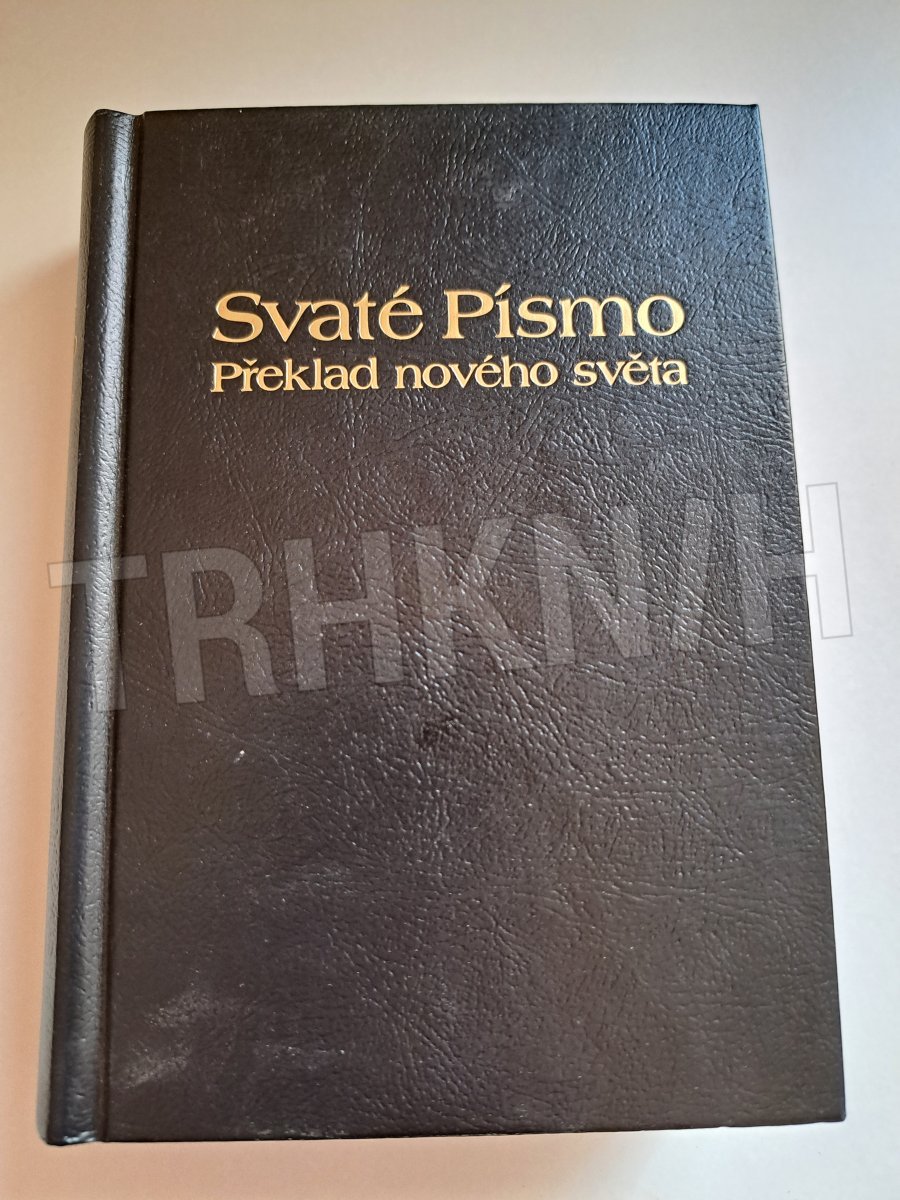 Svaté Písmo
Překlad nového světa
TRHKNIH